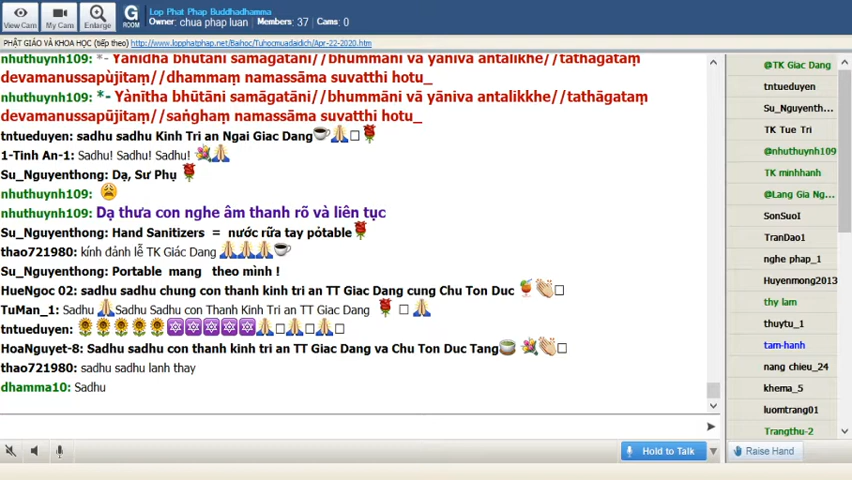 Lop Phat Phap Buddhadhamma
Owner: chua phap luan Members: 37 Cams: 0
View Cam My Cam Enlarge ROOM
PHẬT GIÁO VÀ KHOA HỌC (tiếp theo) http://www.lopphatphap.net/Baihoc/Tuhocmuadaidich/Apr-22-2020.htm
nhuthuynh109: *- Yānīdha bhūtāni samāgatāni//bhummāni vā yāniva antalikkhe//tathāgataṃ
devamanussapūjitaṃ//dhammaṃ namassāma suvatthi hotu_
nhuthuynh109: *- Yànītha bhūtāni samāgatāni//bhummāni vā yāniva antalikkhe//tathāgataṃ
devamanussapūjitaṃ//saṅghaṃ namassāma suvatthi hotu_
tntueduyen: sadhu sadhu Kinh Tri an Ngai Giac Dang
1-Tinh An-1: Sadhu! Sadhu! Sadhu!
Su_Nguyenthong: Dạ, Sư Phụ
nhuthuynh109:
nhuthuynh109: Dạ thưa con nghe âm thanh rõ và liên tục
Su_Nguyenthong: Hand Sanitizers = nước rữa tay pỏtable
thao721980: kính đảnh lễ TK Giác Dang
Su_Nguyenthong: Portable mang theo mình !
HueNgoc 02: sadhu sadhu chung con thanh kinh tri an TT Giac Dang cung Chu Ton Duc
TuMan_1: Sadhu Sadhu Sadhu con Thanh Kinh Tri an TT Giac Dang
tntueduyen:
HoaNguyet-8: Sadhu sadhu con thanh kinh tri an TT Giac Dang va Chu Ton Duc Tang
thao721980: sadhu sadhu lanh thay
dhamma10: Sadhu
@TK Giac Dang
tntueduyen
Su_Nguyenth...
TK Tue Tri
@nhuthuynh109
TK minhhanh
@Lang Gia Ng...
SonSuoI
TranDao1
nghe phap_1
Huyenmong2013
thy lam
thuytu_1
tam-hanh
nang chieu_24
khema_5
luomtrang01
Trangthu-2
Hold to Talk
Raise Hand